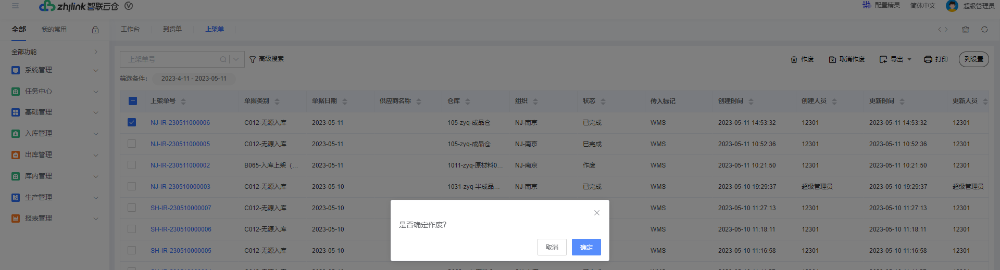 zhilink 智联云仓
配置精灵 简体中文 超级管理员
全部 我的常用
工作台 到货单 上架单
全部功能
系统管理
任务中心
基础管理
入库管理
出库管理
库内管理
生产管理
报表管理
上架单号 高级搜索 作废 取消作废 导出 打印 列设置
筛选条件: 2023-4-11 - 2023-05-11
上架单号 单据类别 单据日期 供应商名称 仓库 组织 状态 传入标记 创建时间 创建人员 更新时间 更新人员
NJ-IR-230511000006 C012-无源入库 2023-05-11 105-zyq-成品仓 NJ-南京 已完成 WMS 2023-05-11 14:53:32 12301 2023-05-11 14:53:32 12301
NJ-IR-230511000005 C012-无源入库 2023-05-11 105-zyq-成品仓 NJ-南京 已完成 WMS 2023-05-11 10:52:36 12301 2023-05-11 10:52:36 12301
NJ-IR-230511000002 B065-入库上架（... 2023-05-11 1011-zyq-原材料0... NJ-南京 作废 WMS 2023-05-11 10:21:50 12301 2023-05-11 10:21:50 12301
NJ-IR-230510000003 C012-无源入库 2023-05-10 1031-zyq-半成品... NJ-南京 已完成 WMS 2023-05-10 19:29:37 超级管理员 2023-05-10 19:29:37 超级管理员
SH-IR-230510000007 C012-无源入库 2023-05-10 WMS 2023-05-10 11:27:13 12301 2023-05-10 11:27:13 12301
SH-IR-230510000006 C012-无源入库 2023-05-10 WMS 2023-05-10 11:18:11 12301 2023-05-10 11:18:11 12301
SH-IR-230510000005 C012-无源入库 2023-05-10 WMS 2023-05-10 11:16:58 12301 2023-05-10 11:16:58 12301
是否确定作废?
取消 确定